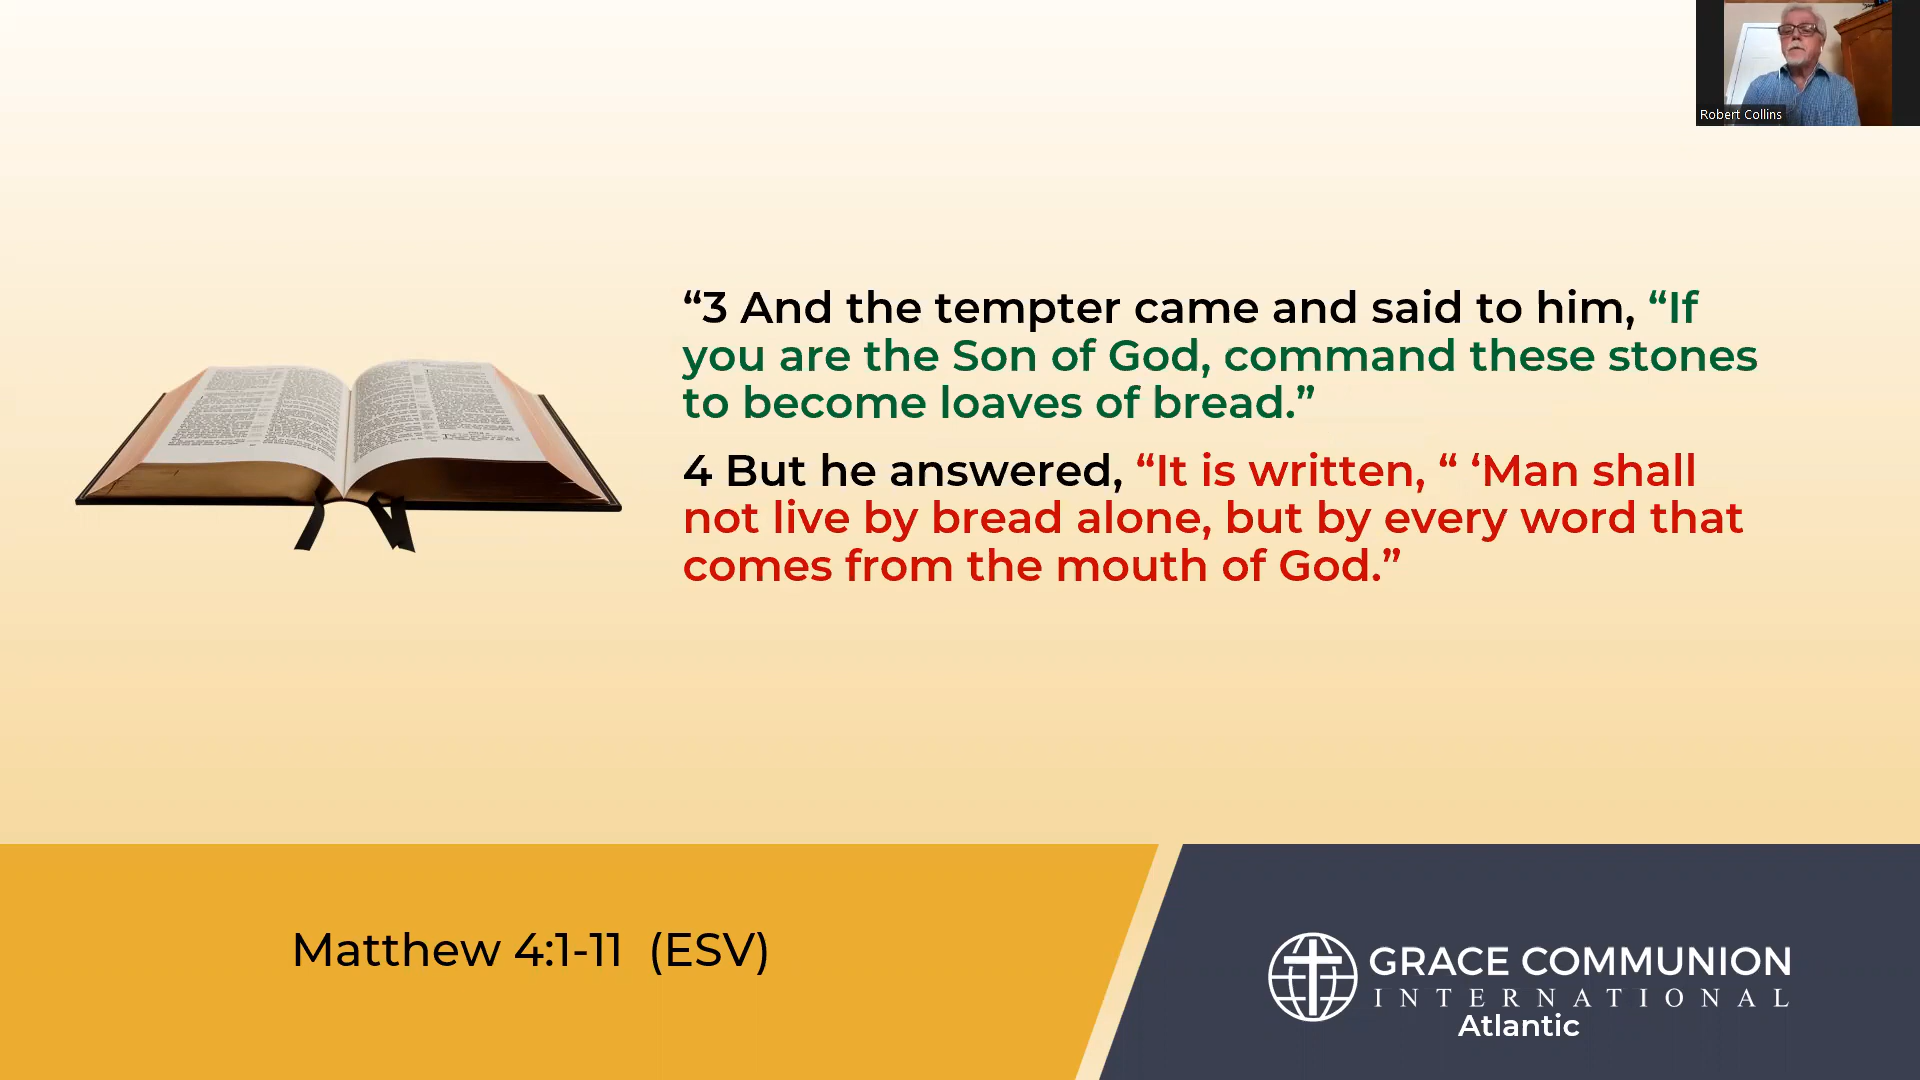 Robert Collins
“3 And the tempter came and said to him, “If
you are the Son of God, command these stones
to become loaves of bread.”
4 But he answered, “It is written, “ ‘Man shall
not live by bread alone, but by every word that
comes from the mouth of God.”
Matthew 4:1-11 (ESV)
GRACE COMMUNION
INTERNATIONAL
Atlantic